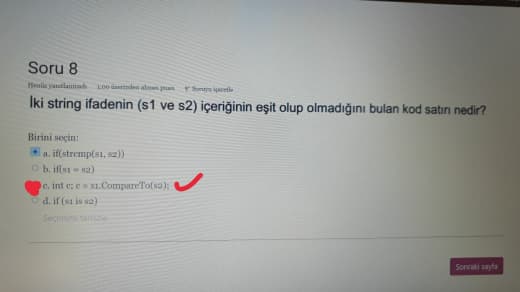 Soru 8
Henüz yanıtlanmadı 1,00 üzerinden alınan puan Soruyu işaretle
İki string ifadenin (s1 ve s2) içeriğinin eşit olup olmadığını bulan kod satırı nedir?
Birini seçin:
a. if(strcmp(s1, s2))
b. if(s1 = s2)
c. int c; c = s1.CompareTo(s2);
d. if (s1 is s2)
Seçimimi temizle
Sonraki sayfa